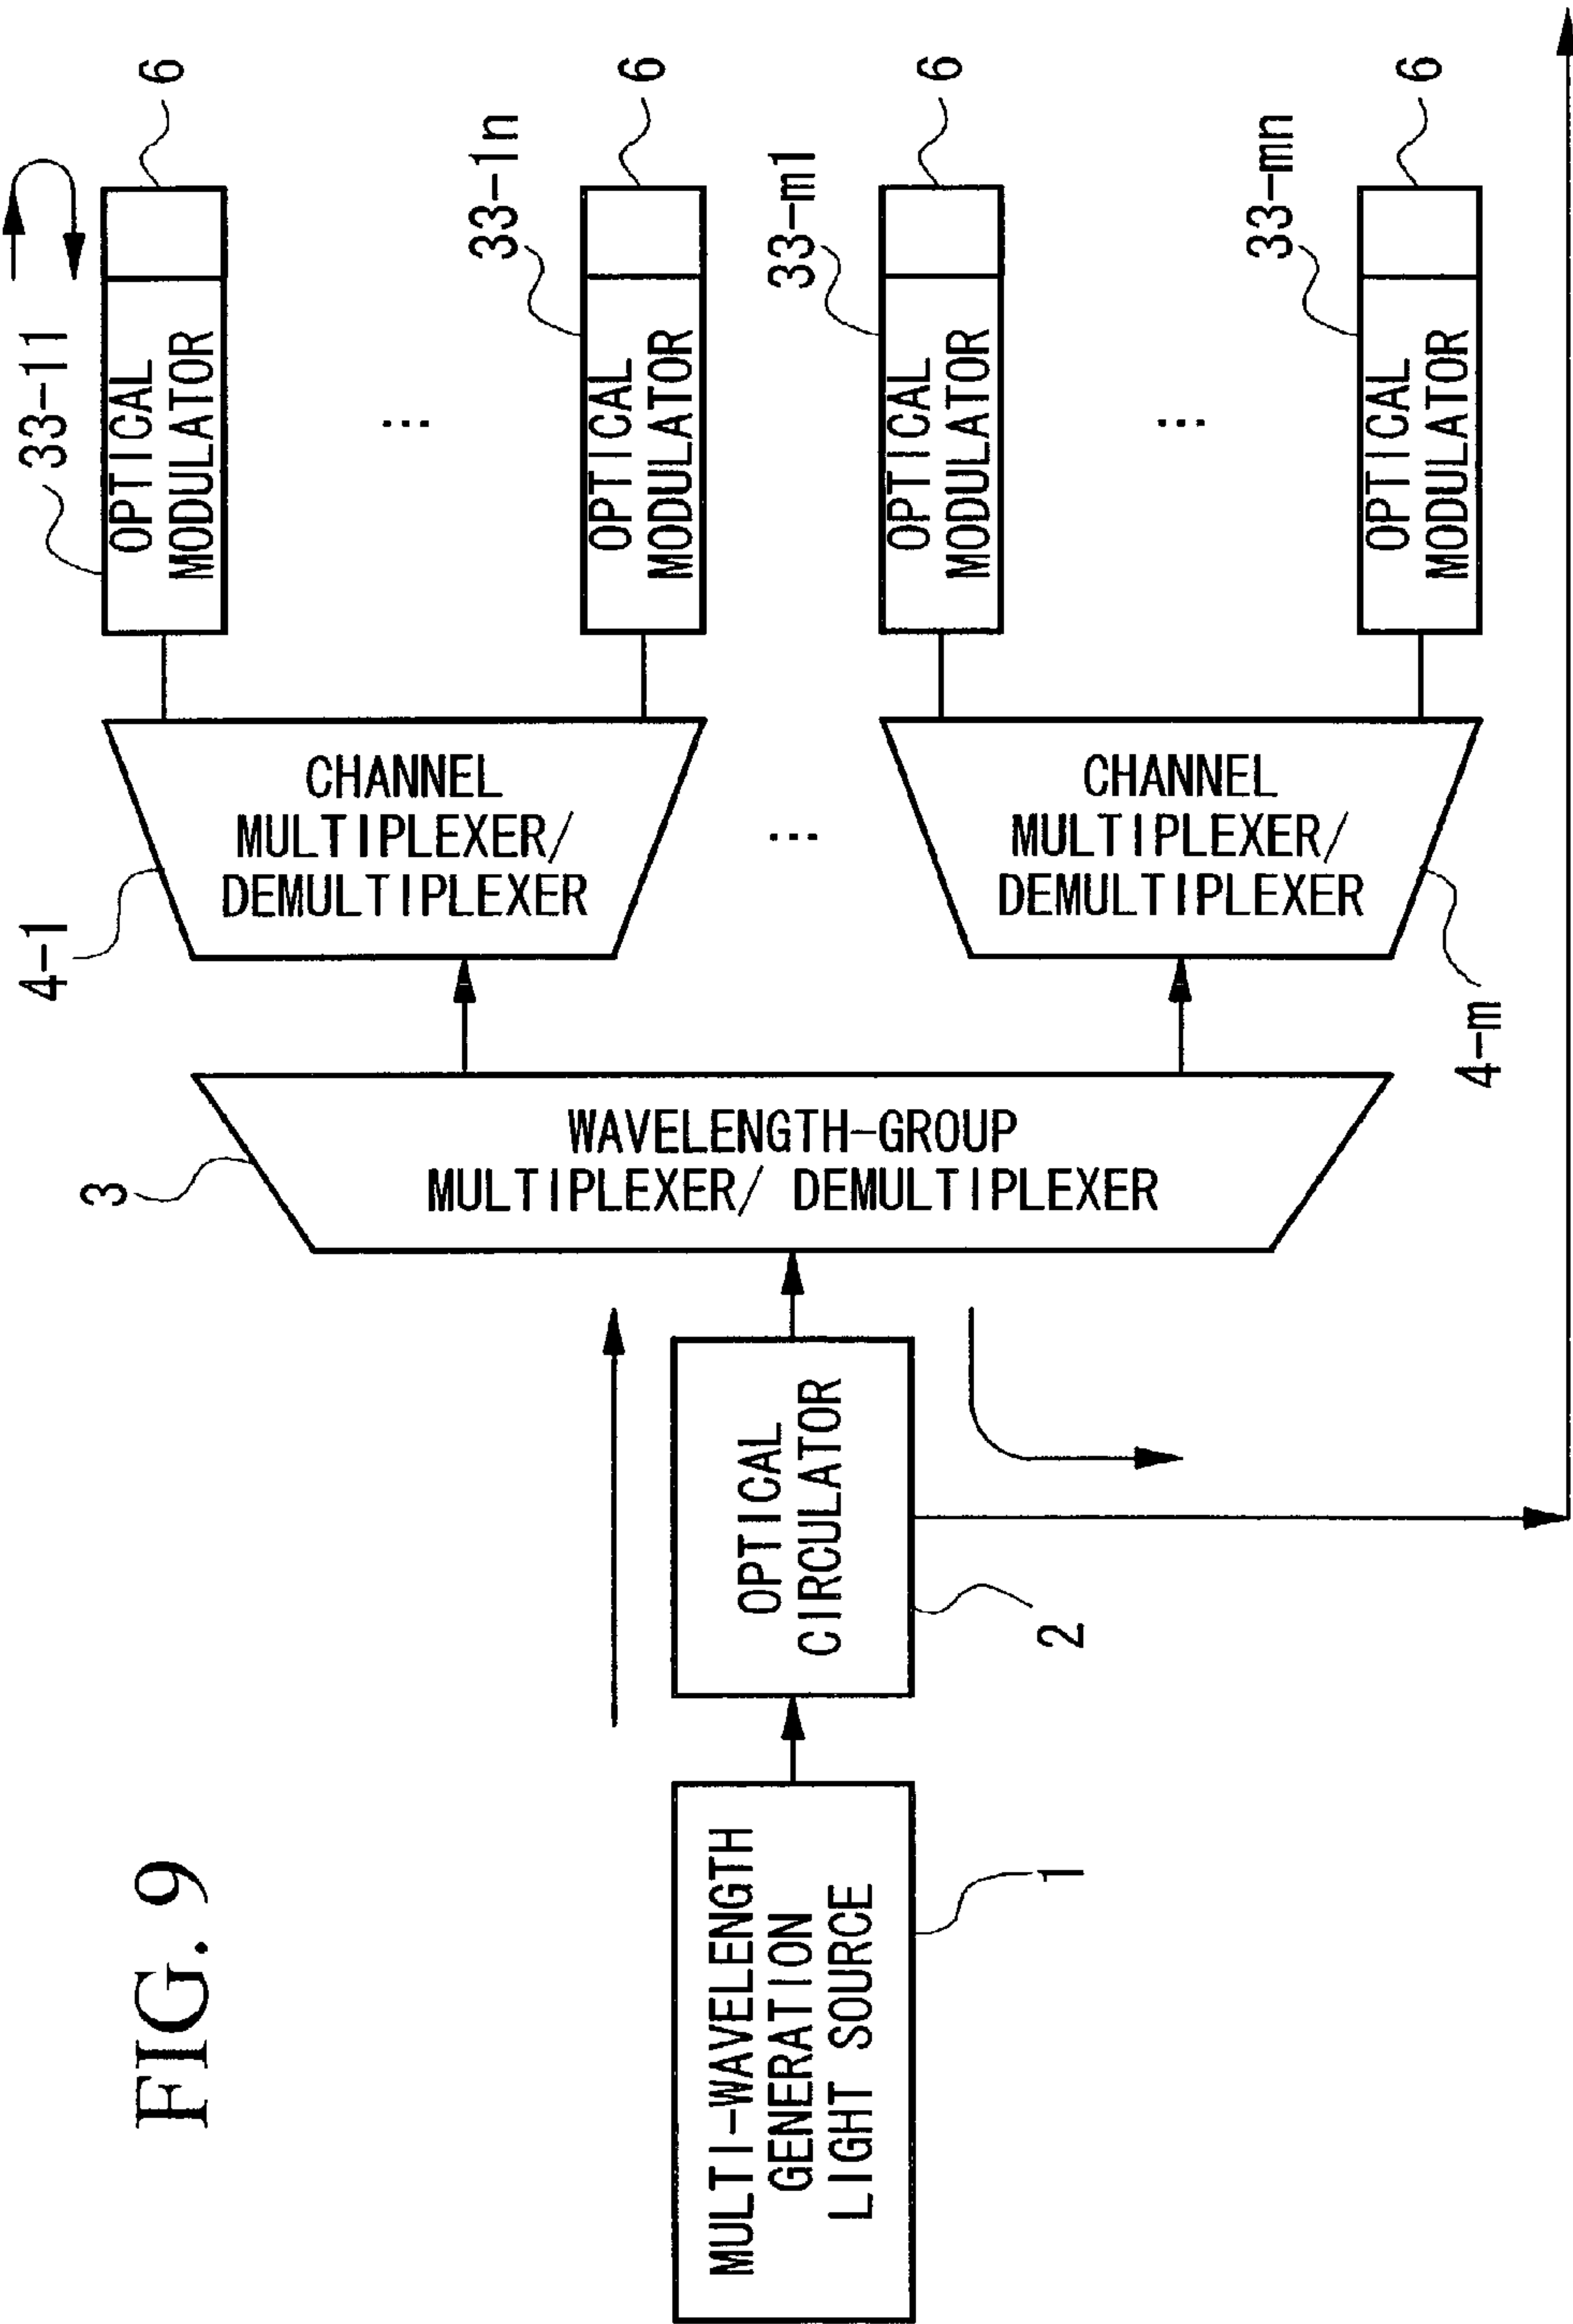 FIG. 9
MULTI-WAVELENGTH
GENERATION
LIGHT SOURCE
1
OPTICAL
CIRCULATOR
2
WAVELENGTH-GROUP
MULTIPLEXER/ DEMULTIPLEXER
3
CHANNEL
MULTIPLEXER/
DEMULTIPLEXER
4-1
...
CHANNEL
MULTIPLEXER/
DEMULTIPLEXER
4-m
33-11
OPTICAL
MODULATOR
6
...
33-1n
OPTICAL
MODULATOR
6
33-m1
OPTICAL
MODULATOR
6
...
33-mn
OPTICAL
MODULATOR
6